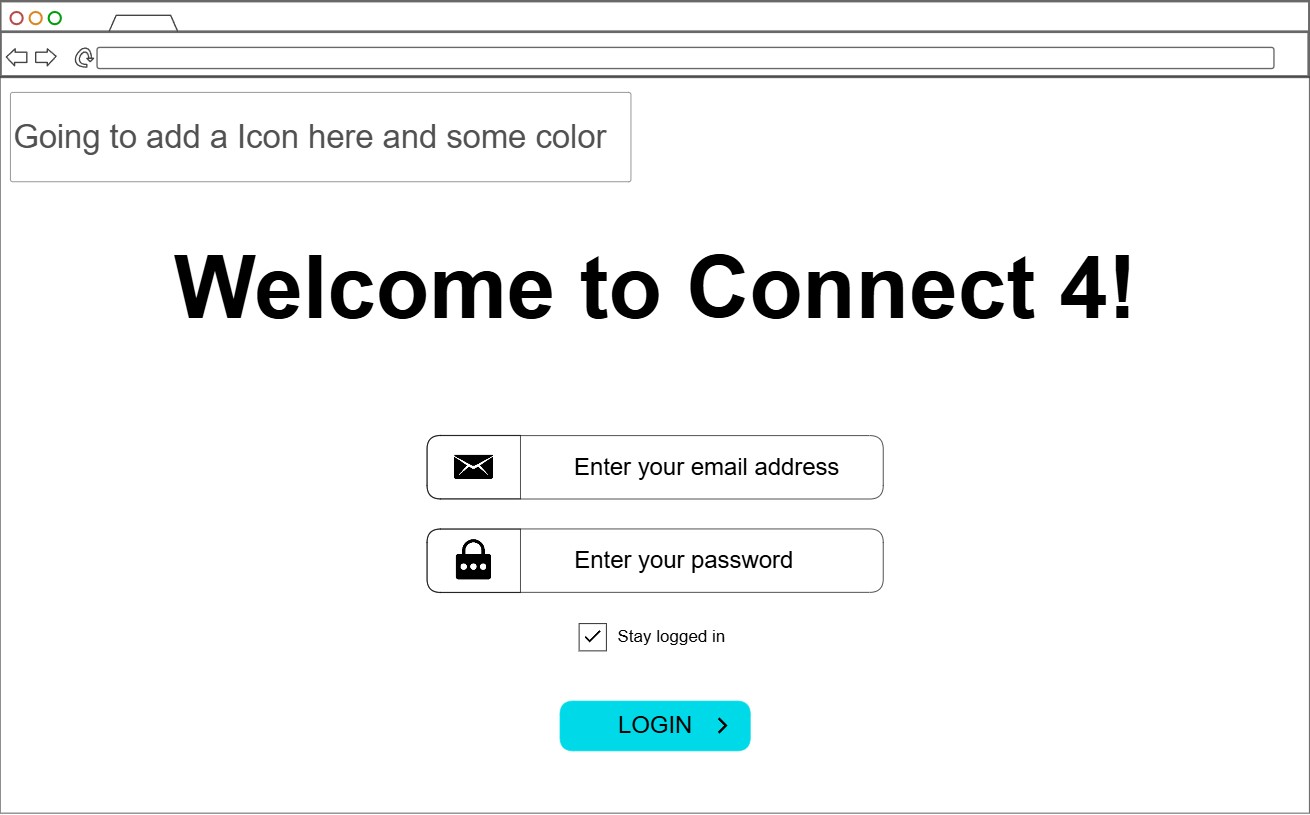 Going to add a Icon here and some color
Welcome to Connect 4!
Enter your email address
Enter your password
Stay logged in
LOGIN